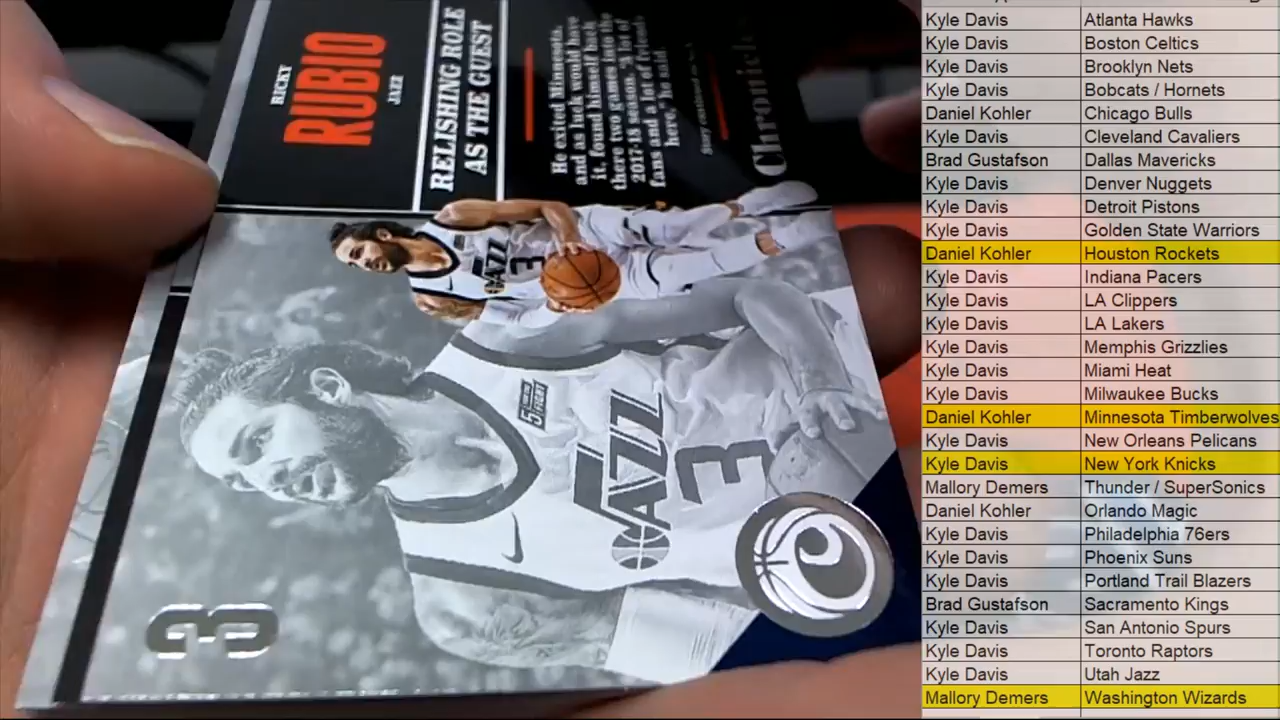 RICKY
RUBIO
JAZZ
RELISHING ROLE
AS THE GUEST
He exited Minnesota,
and as luck would have
it, found himself back
there two games into the
2017-18 season. "A lot of
fans and a lot of friends
here," he said.
Story continued on
Chronicles
JAZZ
3
5
FIGHT
JAZZ
3
3
Kyle Davis Atlanta Hawks
Kyle Davis Boston Celtics
Kyle Davis Brooklyn Nets
Kyle Davis Bobcats / Hornets
Daniel Kohler Chicago Bulls
Kyle Davis Cleveland Cavaliers
Brad Gustafson Dallas Mavericks
Kyle Davis Denver Nuggets
Kyle Davis Detroit Pistons
Kyle Davis Golden State Warriors
Daniel Kohler Houston Rockets
Kyle Davis Indiana Pacers
Kyle Davis LA Clippers
Kyle Davis LA Lakers
Kyle Davis Memphis Grizzlies
Kyle Davis Miami Heat
Kyle Davis Milwaukee Bucks
Daniel Kohler Minnesota Timberwolves
Kyle Davis New Orleans Pelicans
Kyle Davis New York Knicks
Mallory Demers Thunder / SuperSonics
Daniel Kohler Orlando Magic
Kyle Davis Philadelphia 76ers
Kyle Davis Phoenix Suns
Kyle Davis Portland Trail Blazers
Brad Gustafson Sacramento Kings
Kyle Davis San Antonio Spurs
Kyle Davis Toronto Raptors
Kyle Davis Utah Jazz
Mallory Demers Washington Wizards